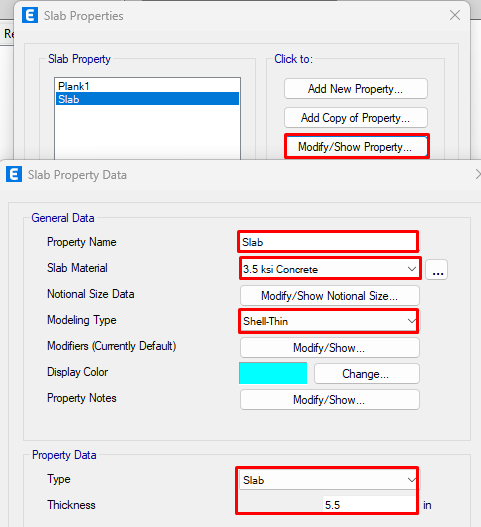 E Slab Properties
Re
Slab Property
Click to:
Plank1
Slab
Add New Property...
Add Copy of Property...
Modify/Show Property...
E Slab Property Data
General Data
Property Name Slab
Slab Material 3.5 ksi Concrete ...
Notional Size Data Modify/Show Notional Size...
Modeling Type Shell-Thin
Modifiers (Currently Default) Modify/Show...
Display Color Change...
Property Notes Modify/Show...
Property Data
Type Slab
Thickness 5.5 in